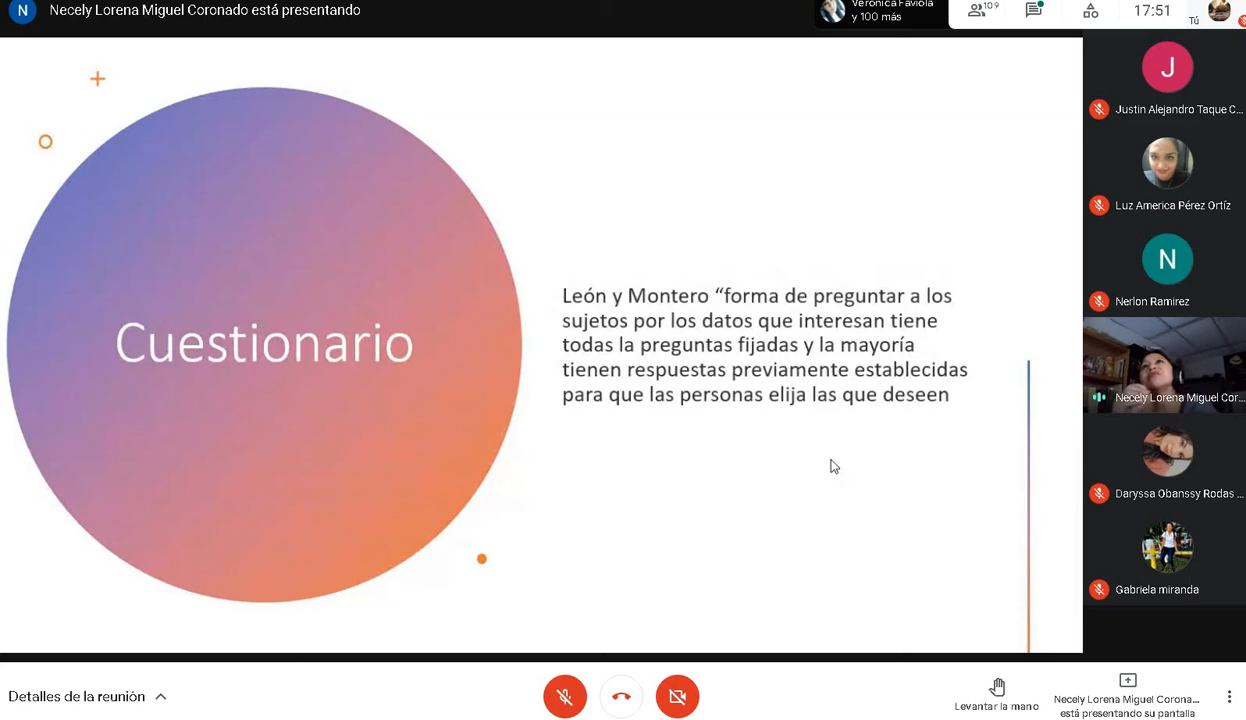 N Necely Lorena Miguel Coronado está presentando
Verónica Faviola
y 100 más
109
17:51
Tú
Cuestionario
León y Montero “forma de preguntar a los
sujetos por los datos que interesan tiene
todas la preguntas fijadas y la mayoría
tienen respuestas previamente establecidas
para que las personas elija las que deseen
J
Justin Alejandro Taque C...
Luz America Pérez Ortíz
N
Nerlon Ramirez
Necely Lorena Miguel Cor...
Daryssa Obanssy Rodas ...
Gabriela miranda
Detalles de la reunión
Levantar la mano
Necely Lorena Miguel Corona...
está presentando su pantalla